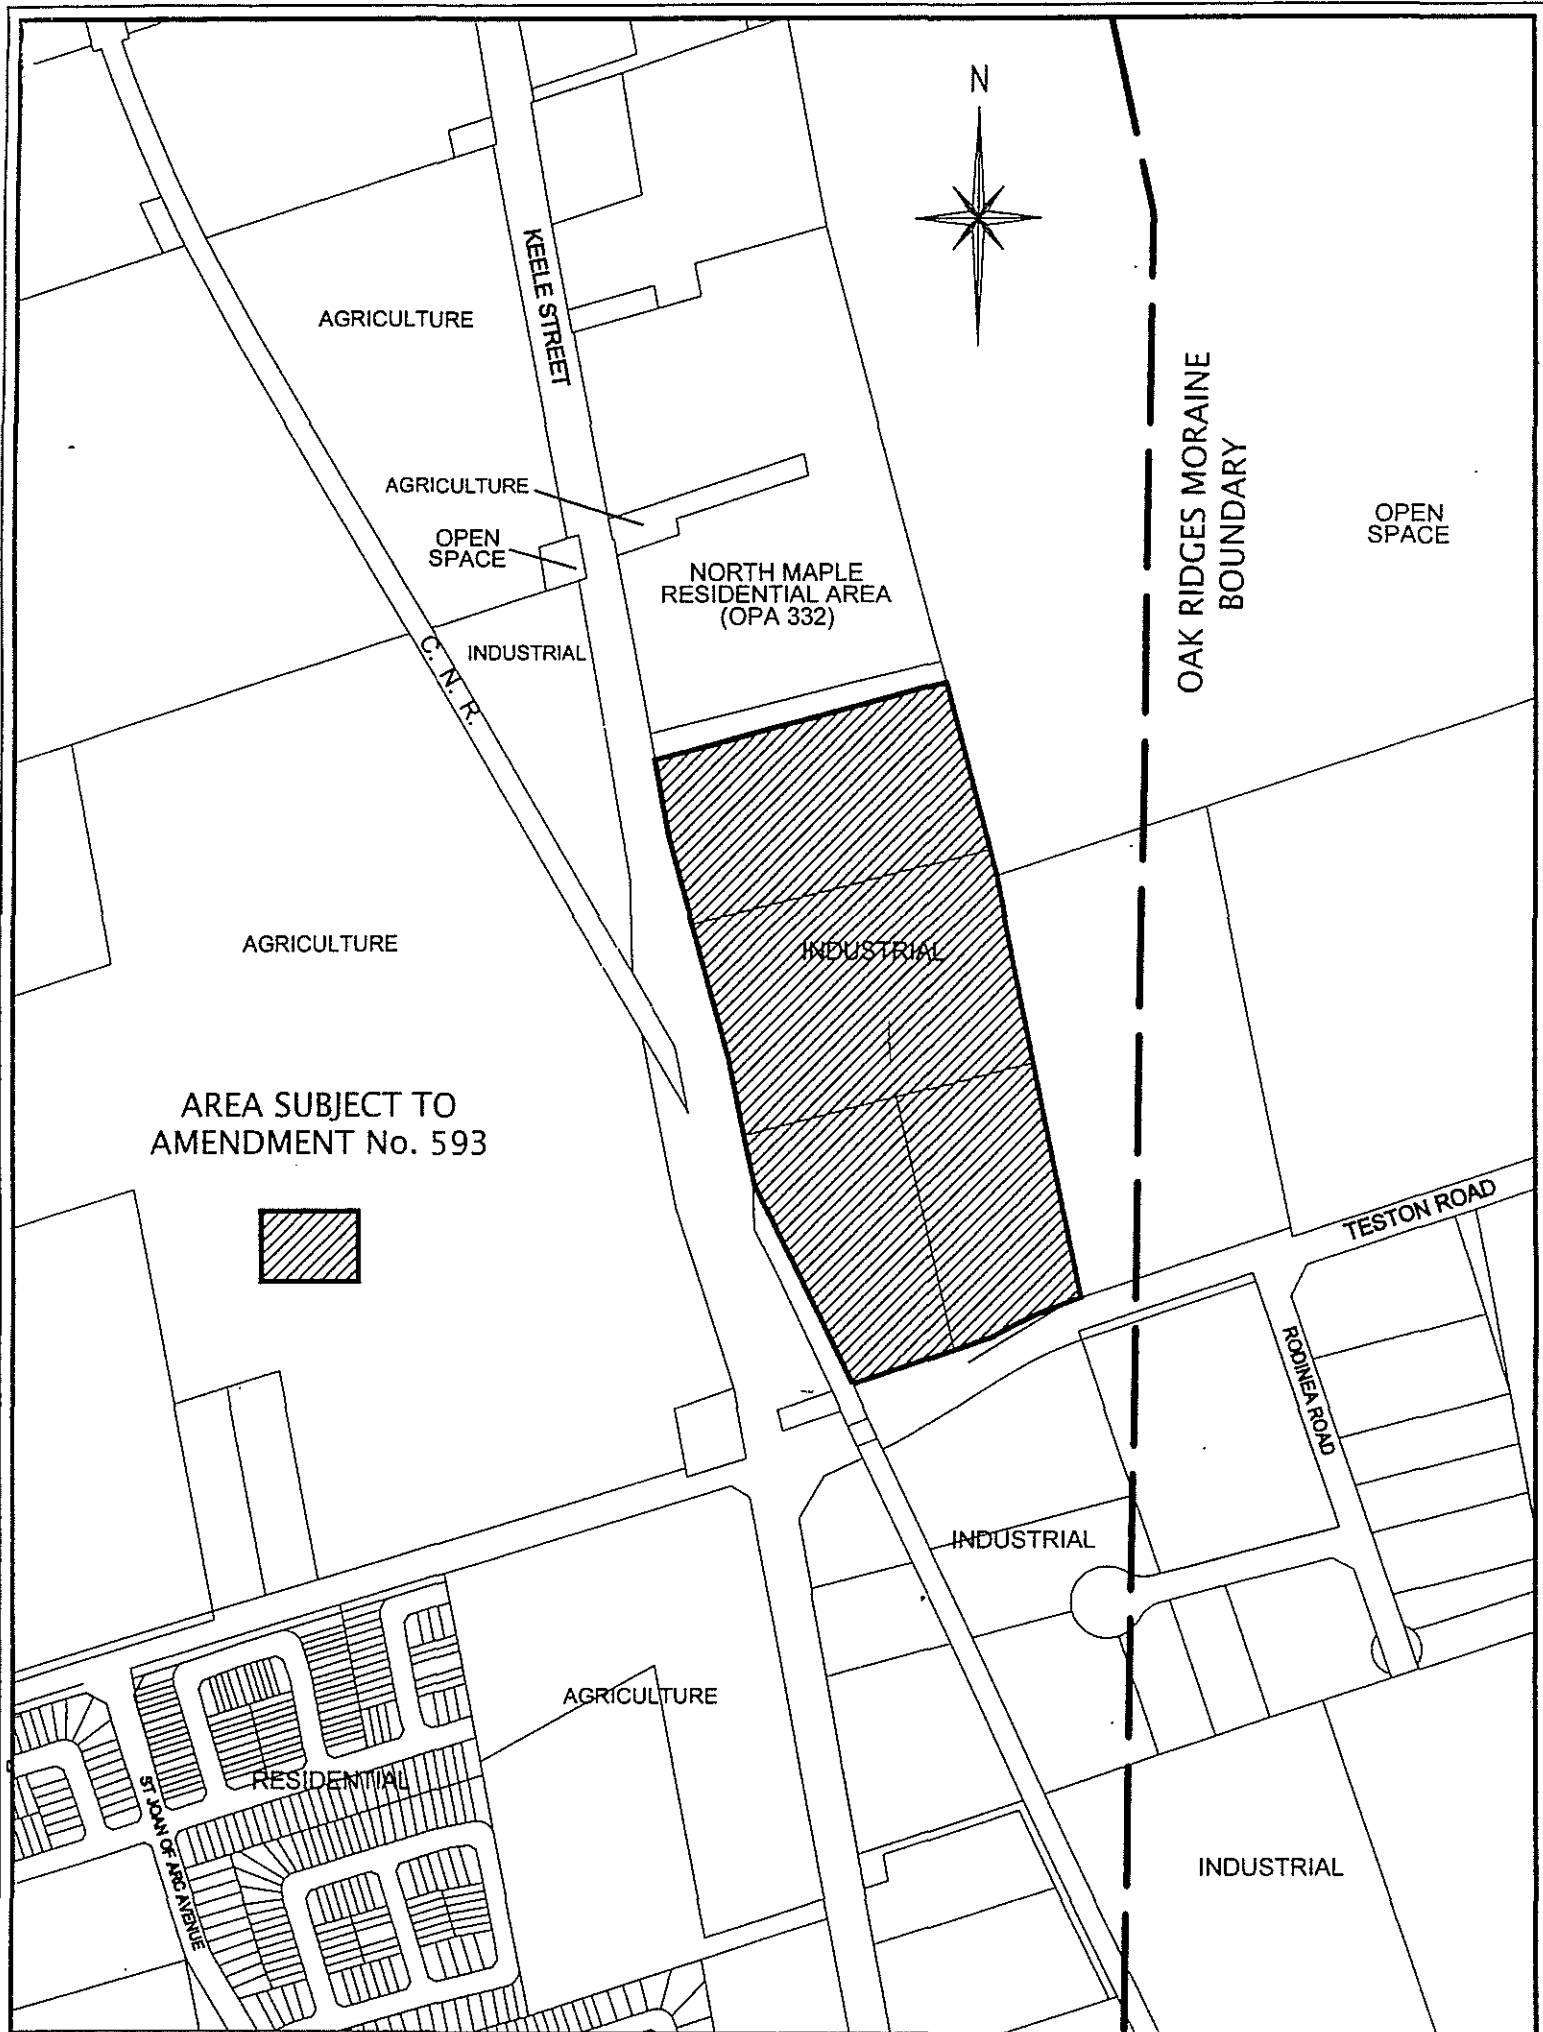 N
KEELE STREET
AGRICULTURE
OAK RIDGES MORAINE
BOUNDARY
AGRICULTURE
OPEN
SPACE
OPEN
SPACE
NORTH MAPLE
RESIDENTIAL AREA
(OPA 332)
C. N. R.
INDUSTRIAL
AGRICULTURE
INDUSTRIAL
AREA SUBJECT TO
AMENDMENT No. 593
TESTON ROAD
RODINEA ROAD
INDUSTRIAL
AGRICULTURE
RESIDENTIAL
ST JOAN OF ARC AVENUE
INDUSTRIAL